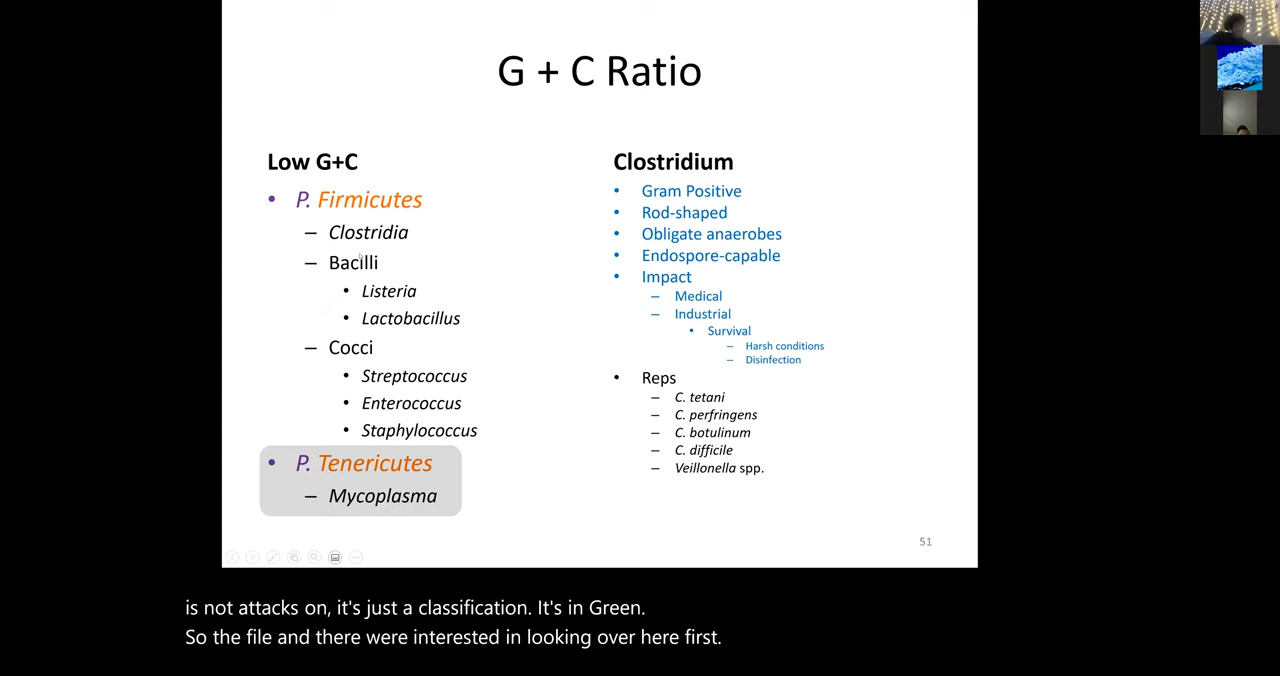 G + C Ratio
Low G+C
• P. Firmicutes
– Clostridia
– Bacilli
• Listeria
• Lactobacillus
– Cocci
• Streptococcus
• Enterococcus
• Staphylococcus
• P. Tenericutes
– Mycoplasma
Clostridium
• Gram Positive
• Rod-shaped
• Obligate anaerobes
• Endospore-capable
• Impact
– Medical
– Industrial
• Survival
– Harsh conditions
– Disinfection
• Reps
– C. tetani
– C. perfringens
– C. botulinum
– C. difficile
– Veillonella spp.
51
is not attacks on, it's just a classification. It's in Green.
So the file and there were interested in looking over here first.